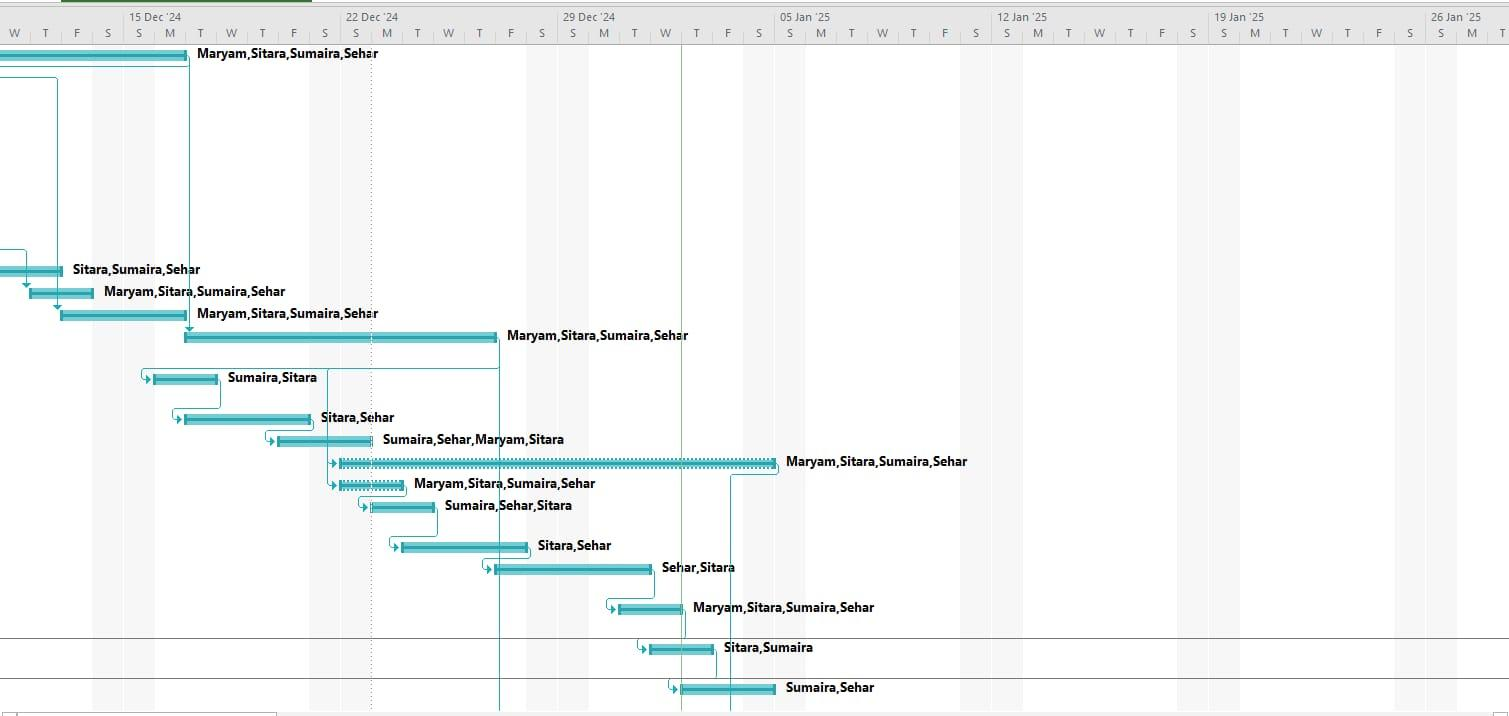 15 Dec '24 22 Dec '24 29 Dec '24 05 Jan '25 12 Jan '25 19 Jan '25 26 Jan '25
W T F S S M T W T F S S M T W T F S S M T W T F S S M T W T F S S M T W T F S S M T W T F S S M T
Maryam,Sitara,Sumaira,Sehar
Sitara,Sumaira,Sehar
Maryam,Sitara,Sumaira,Sehar
Maryam,Sitara,Sumaira,Sehar
Maryam,Sitara,Sumaira,Sehar
Sumaira,Sitara
Sitara,Sehar
Sumaira,Sehar,Maryam,Sitara
Maryam,Sitara,Sumaira,Sehar
Maryam,Sitara,Sumaira,Sehar
Sumaira,Sehar,Sitara
Sitara,Sehar
Sehar,Sitara
Maryam,Sitara,Sumaira,Sehar
Sitara,Sumaira
Sumaira,Sehar